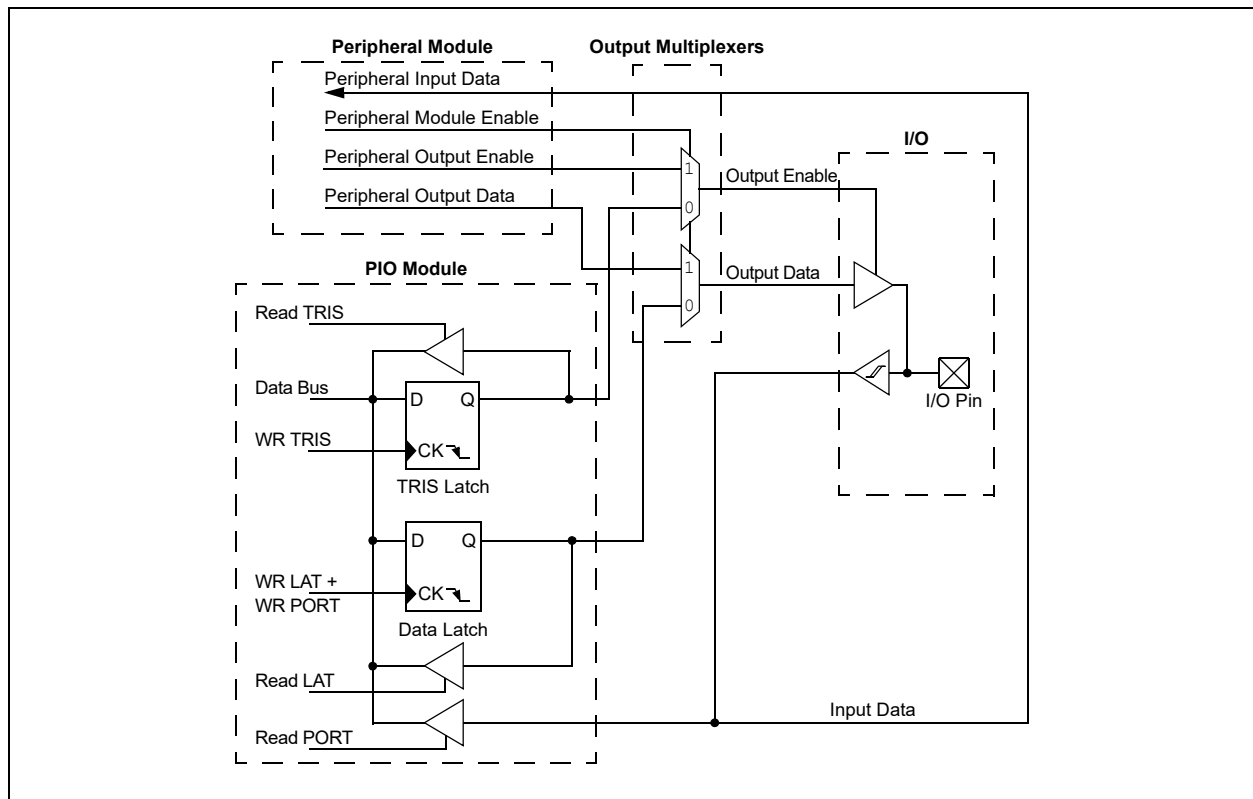 Peripheral Module
Output Multiplexers
Peripheral Input Data
Peripheral Module Enable
I/O
Peripheral Output Enable
1
Output Enable
Peripheral Output Data
0
PIO Module
1
Output Data
0
Read TRIS
Data Bus
D
Q
I/O Pin
WR TRIS
CK
TRIS Latch
D
Q
WR LAT +
WR PORT
CK
Data Latch
Read LAT
Input Data
Read PORT